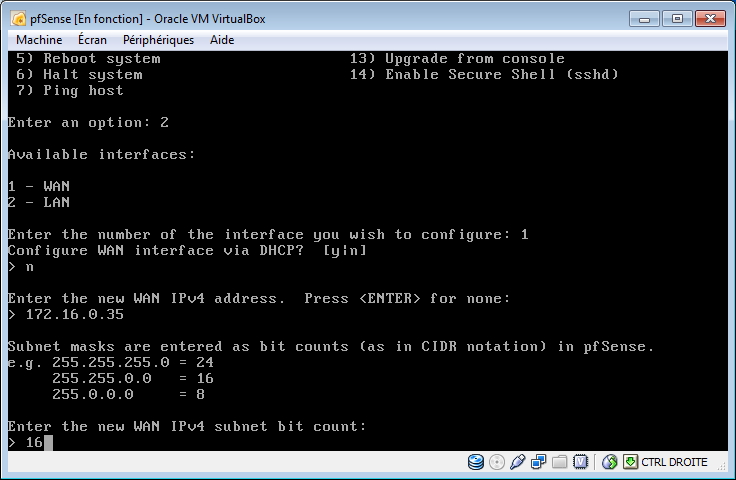 pfSense [En fonction] - Oracle VM VirtualBox
Machine Écran Périphériques Aide
5) Reboot system 13) Upgrade from console
6) Halt system 14) Enable Secure Shell (sshd)
7) Ping host
Enter an option: 2
Available interfaces:
1 - WAN
2 - LAN
Enter the number of the interface you wish to configure: 1
Configure WAN interface via DHCP? [y|n]
> n
Enter the new WAN IPv4 address. Press <ENTER> for none:
> 172.16.0.35
Subnet masks are entered as bit counts (as in CIDR notation) in pfSense.
e.g. 255.255.255.0 = 24
255.255.0.0 = 16
255.0.0.0 = 8
Enter the new WAN IPv4 subnet bit count:
> 16
CTRL DROITE